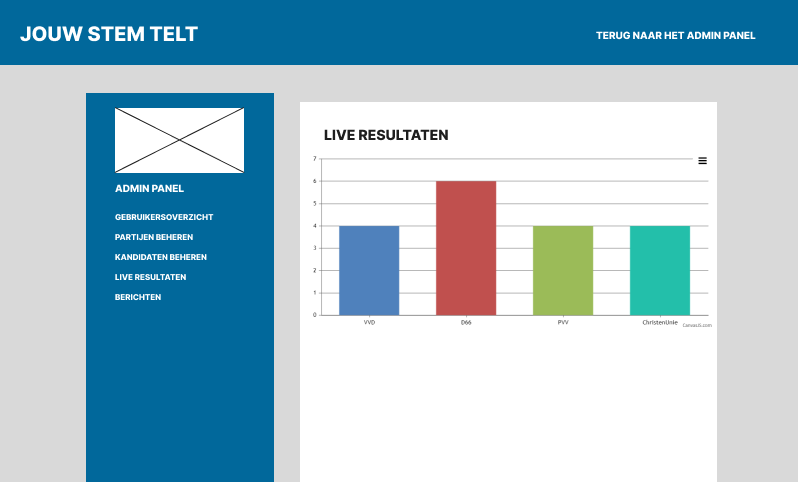 JOUW STEM TELT
TERUG NAAR HET ADMIN PANEL
ADMIN PANEL
GEBRUIKERSOVERZICHT
PARTIJEN BEHEREN
KANDIDATEN BEHEREN
LIVE RESULTATEN
BERICHTEN
LIVE RESULTATEN
7
6
5
4
3
2
1
0
VVD
D66
PVV
ChristenUnie
CanvasJS.com